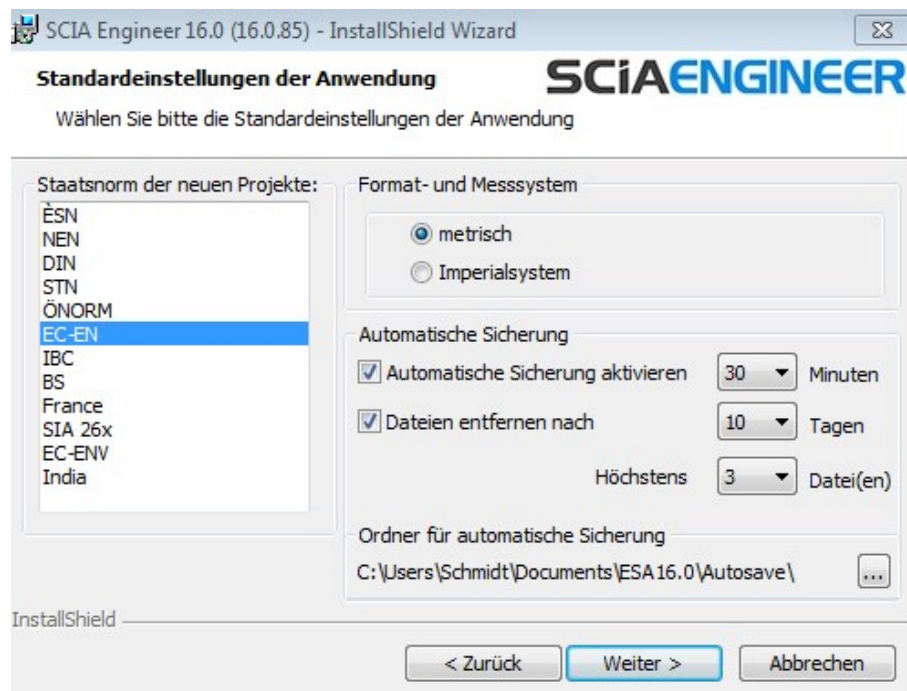 SCIA Engineer 16.0 (16.0.85) - InstallShield Wizard
Standardeinstellungen der Anwendung
SCiAENGINEER
Wählen Sie bitte die Standardeinstellungen der Anwendung
Staatsnorm der neuen Projekte:
ÈSN
NEN
DIN
STN
ÖNORM
EC-EN
IBC
BS
France
SIA 26x
EC-ENV
India
Format- und Messsystem
metrisch
Imperialsystem
Automatische Sicherung
Automatische Sicherung aktivieren 30 Minuten
Dateien entfernen nach 10 Tagen
Höchstens 3 Datei(en)
Ordner für automatische Sicherung
C:\Users\Schmidt\Documents\ESA16.0\Autosave\ ...
InstallShield
< Zurück Weiter > Abbrechen